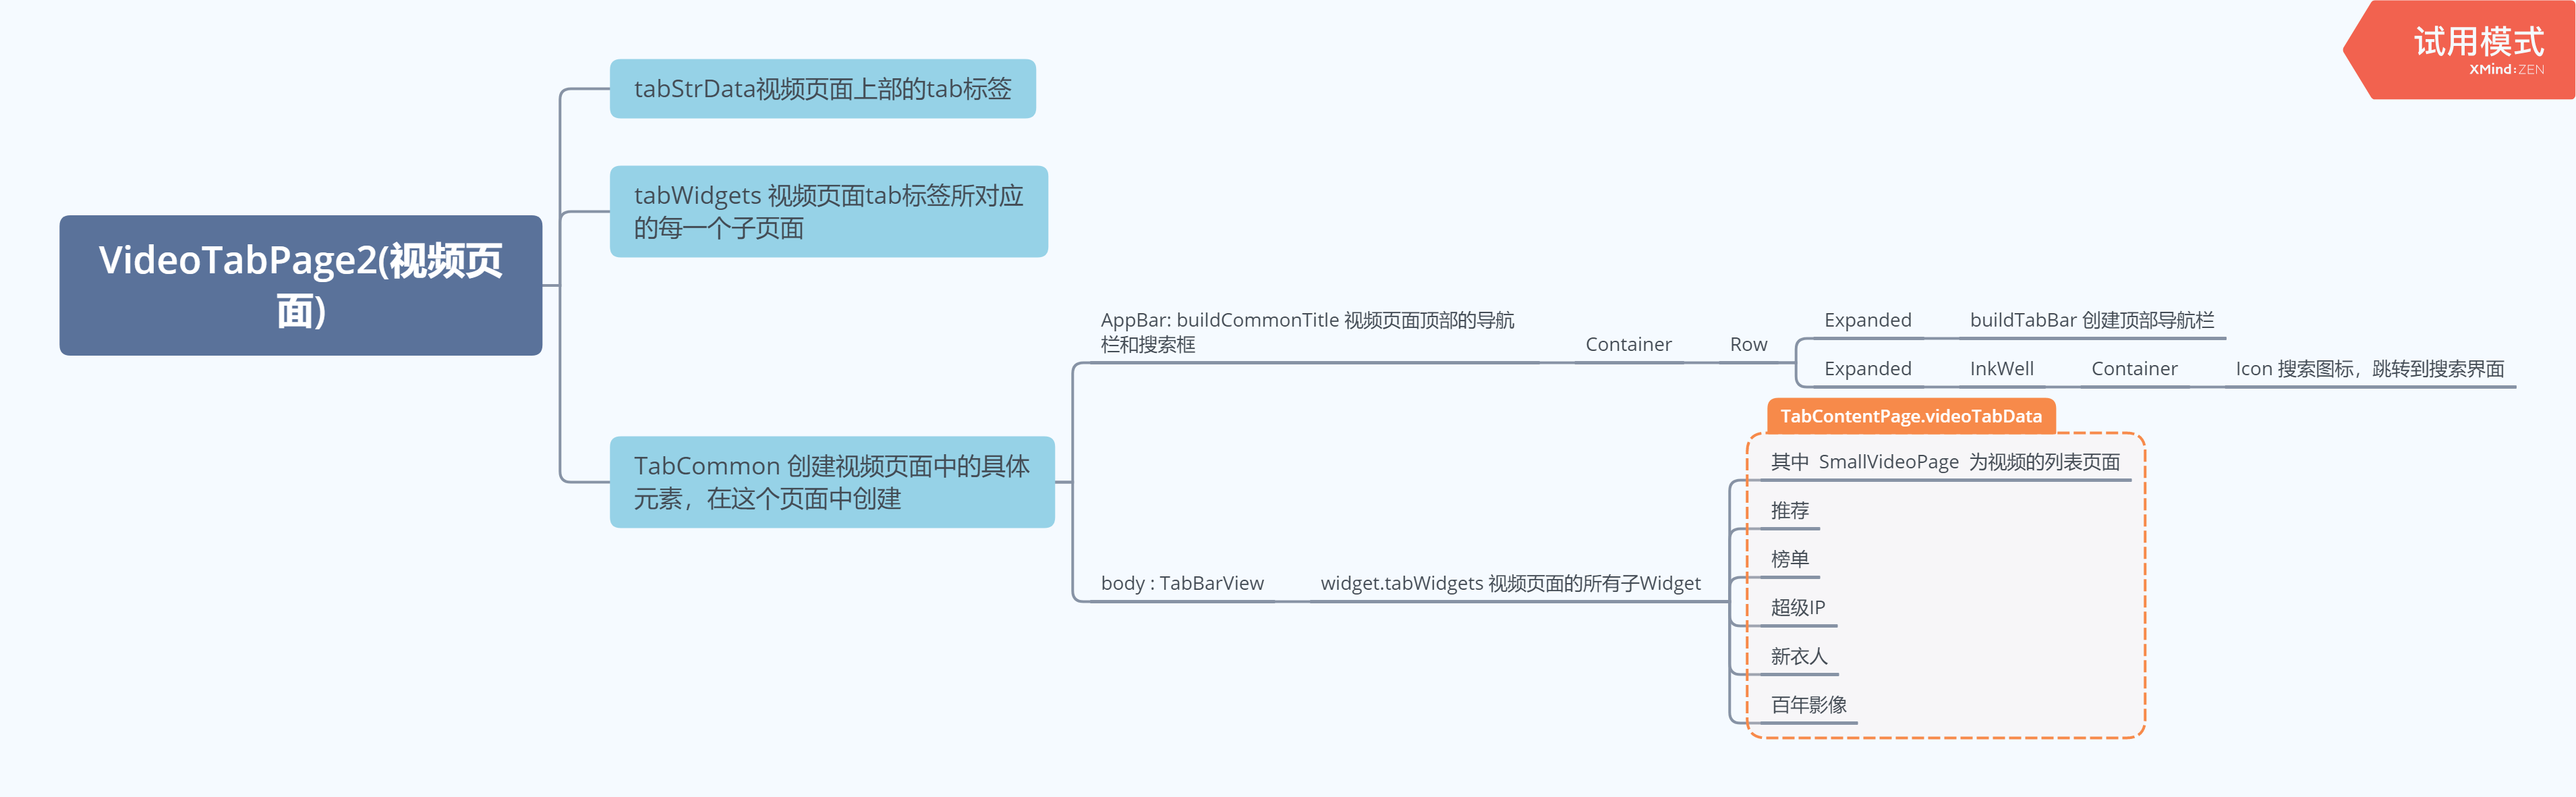 试用模式
XMind:ZEN
VideoTabPage2(视频页
面)
tabStrData视频页面上部的tab标签
tabWidgets 视频页面tab标签所对应
的每一个子页面
TabCommon 创建视频页面中的具体
元素，在这个页面中创建
AppBar: buildCommonTitle 视频页面顶部的导航
栏和搜索框
Container
Row
Expanded
buildTabBar 创建顶部导航栏
Expanded
InkWell
Container
Icon 搜索图标，跳转到搜索界面
body : TabBarView
widget.tabWidgets 视频页面的所有子Widget
TabContentPage.videoTabData
其中 SmallVideoPage 为视频的列表页面
推荐
榜单
超级IP
新衣人
百年影像